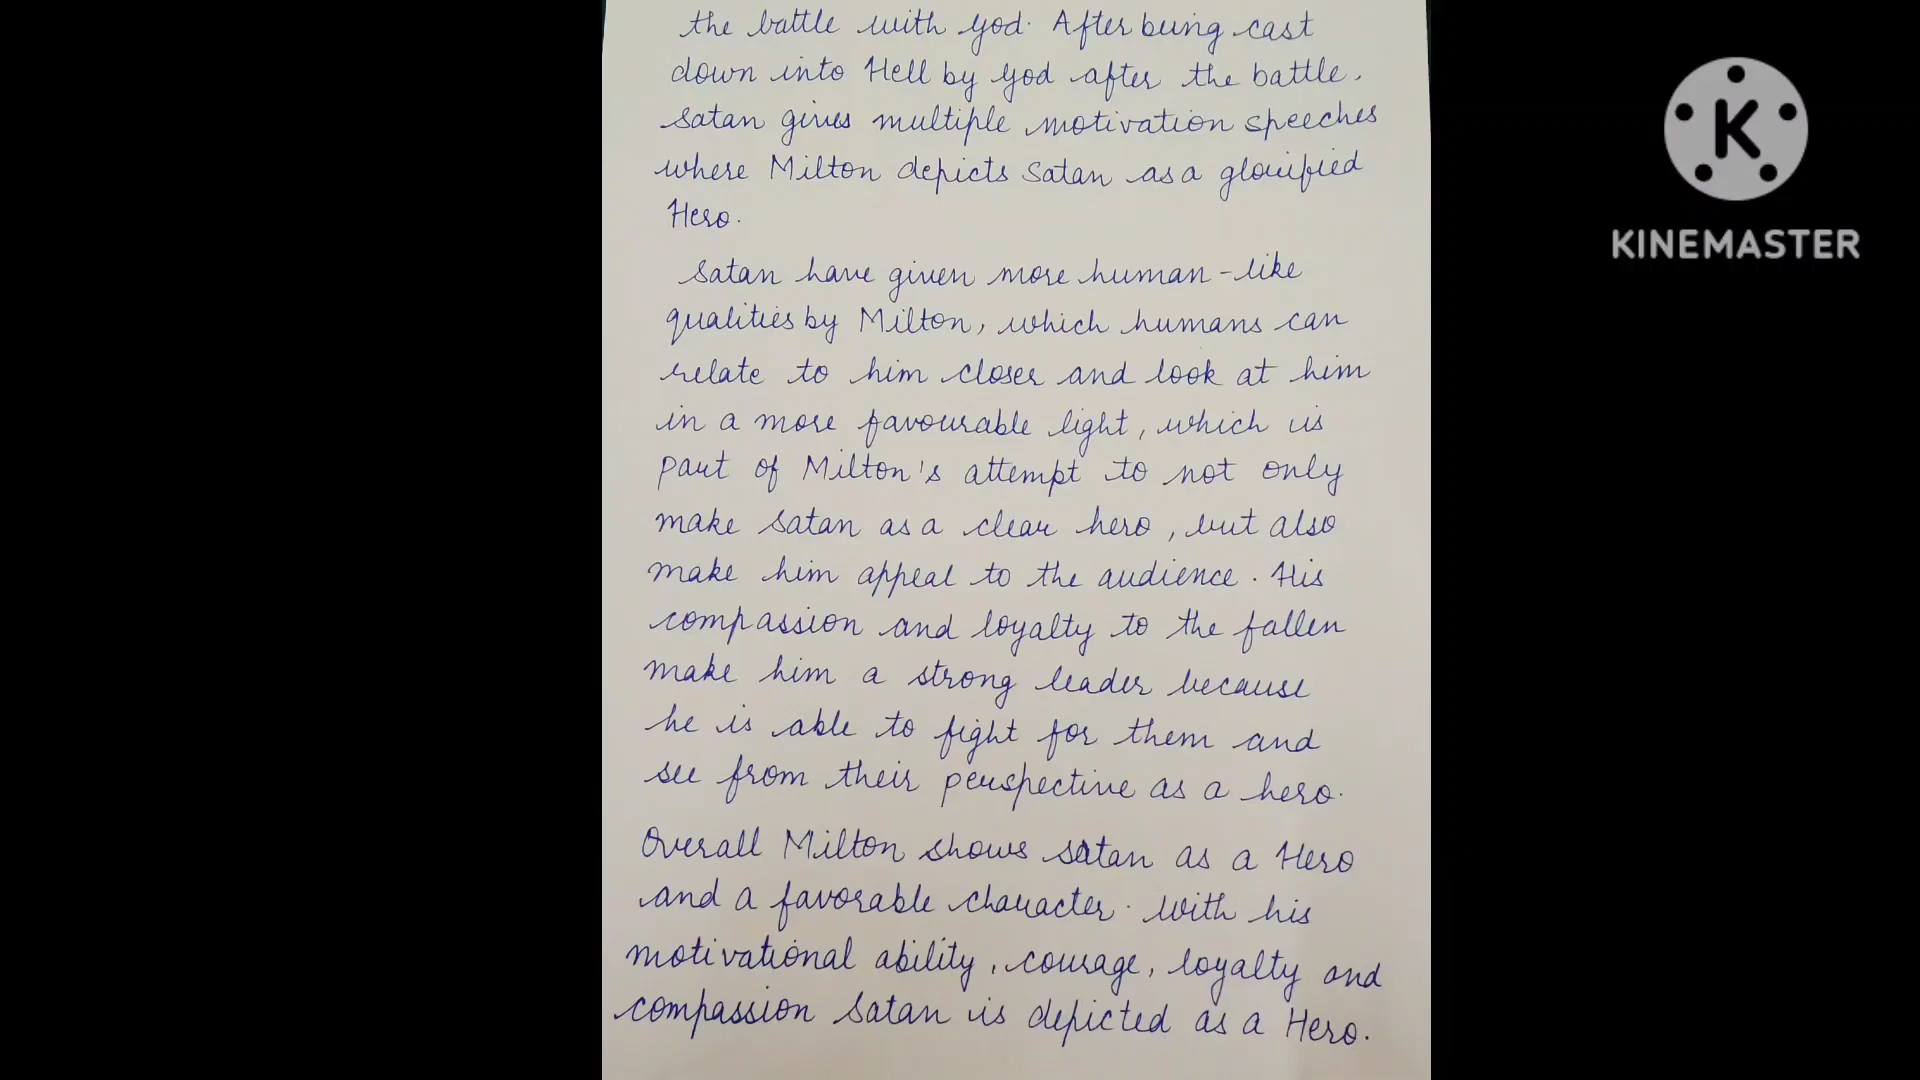 the battle with God. After being cast
down into Hell by God after the battle,
Satan gives multiple motivation speeches
where Milton depicts Satan as a glorified
Hero.
Satan have given more human-like
qualities by Milton, which humans can
relate to him closer and look at him
in a more favourable light, which is
part of Milton's attempt to not only
make Satan as a clear hero, but also
make him appeal to the audience. His
compassion and loyalty to the fallen
make him a strong leader because
he is able to fight for them and
see from their perspective as a hero.
Overall Milton shows Satan as a Hero
and a favorable character. With his
motivational ability, courage, loyalty and
compassion Satan is depicted as a Hero.
K
KINEMASTER